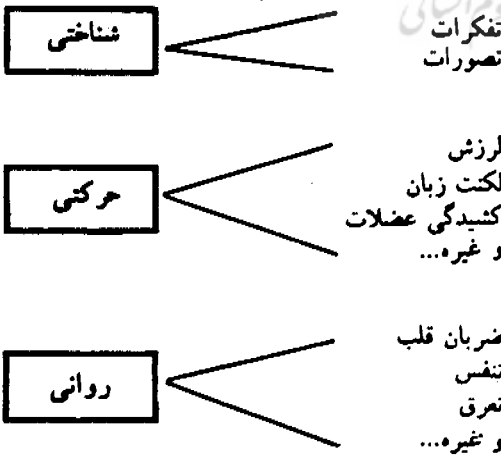 شناختی
تفکرات
تصورات
حرکتی
لرزش
لکنت زبان
کشیدگی عضلات
و غیره...
روانی
ضربان قلب
تنفس
تعرق
و غیره...